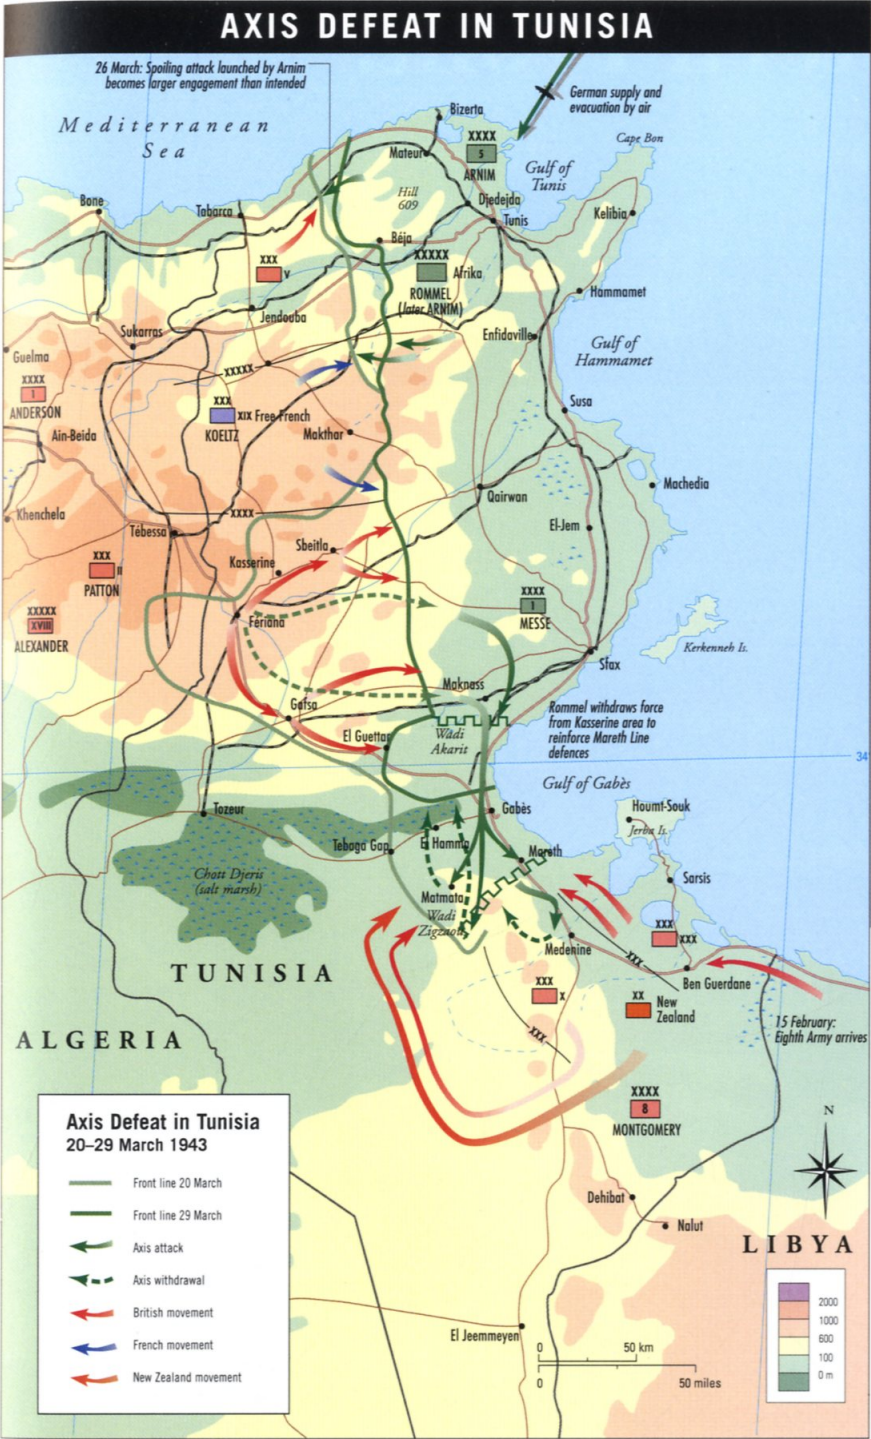 AXIS DEFEAT IN TUNISIA
26 March: Spoiling attack launched by Arnim
becomes larger engagement than intended
German supply and
evacuation by air
Mediterranean
Sea
Bizerta
Cape Bon
XXXX
5
ARNIM
Mateur
Gulf of
Tunis
Hill
609
Djedejda
Bone
Tabarca
Tunis
Kelibia
Béja
XXX
V
XXXXX
Afrika
ROMMEL
(later ARNIM)
Hammamet
Jendouba
Sukarras
Enfidaville
Gulf of
Hammamet
Guelma
XXXXX
XXXX
1
ANDERSON
XXX
XIX Free French
KOELTZ
Susa
Ain-Beida
Makthar
Machedia
Qairwan
Khenchela
XXXX
El-Jem
Tébessa
Sbeitla
Kasserine
XXX
II
PATTON
XXXX
1
MESSE
XXXXX
XVIII
ALEXANDER
Fériana
Kerkenneh Is.
Sfax
Maknass
Gafsa
Rommel withdraws force
from Kasserine area to
reinforce Mareth Line
defences
El Guettar
Wadi
Akarit
34
Gulf of Gabès
Tozeur
Gabès
Houmt-Souk
Jerba Is.
Tebaga Gap
El Hamma
Mareth
Chott Djeris
(salt marsh)
Sarsis
Matmata
Wadi
Zigzaou
XXX
XXX
Medenine
XXX
TUNISIA
Ben Guerdane
XXX
X
XX
New
Zealand
XXX
15 February:
Eighth Army arrives
ALGERIA
XXXX
8
MONTGOMERY
Axis Defeat in Tunisia
20–29 March 1943
Front line 20 March
Front line 29 March
Axis attack
Axis withdrawal
British movement
French movement
New Zealand movement
N
Dehibat
Nalut
LIBYA
2000
1000
600
100
0 m
El Jeemmeyen
0 50 km
0 50 miles